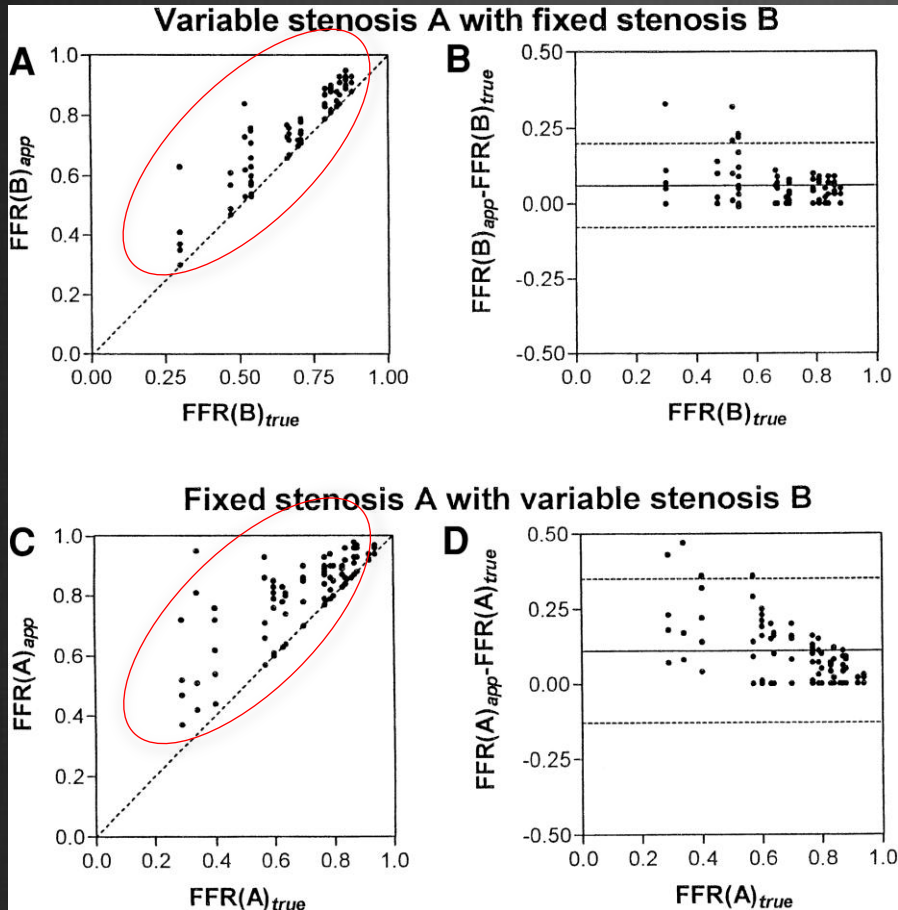 Variable stenosis A with fixed stenosis B
A
FFR(B)app
1.0
0.8
0.6
0.4
0.2
0.0
0.00 0.25 0.50 0.75 1.00
FFR(B)true
B
FFR(B)app-FFR(B)true
0.50
0.25
0.00
-0.25
-0.50
0.0 0.2 0.4 0.6 0.8 1.0
FFR(B)true
Fixed stenosis A with variable stenosis B
C
FFR(A)app
1.0
0.8
0.6
0.4
0.2
0.0
0.0 0.2 0.4 0.6 0.8 1.0
FFR(A)true
D
FFR(A)app-FFR(A)true
0.50
0.25
0.00
-0.25
-0.50
0.0 0.2 0.4 0.6 0.8 1.0
FFR(A)true